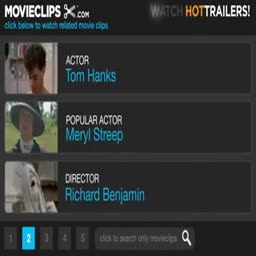 MOVIECLIPS .COM WATCH HOTTRAILERS!
click below to watch related movie clips
ACTOR
Tom Hanks
POPULAR ACTOR
Meryl Streep
DIRECTOR
Richard Benjamin
1 2 3 4 5 click to search only movieclips